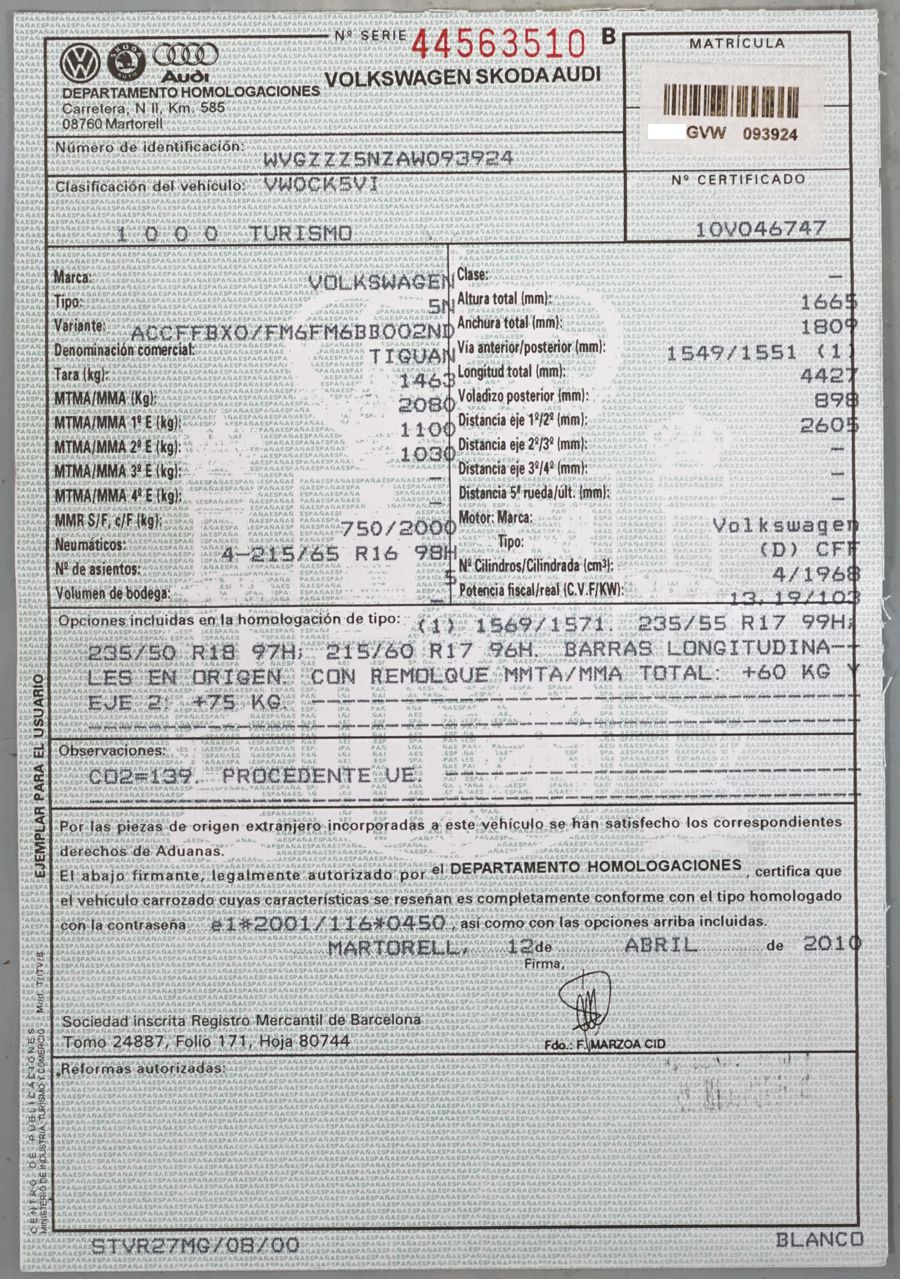 Nº SERIE 44563510 B
Audi
VOLKSWAGEN SKODA AUDI
DEPARTAMENTO HOMOLOGACIONES
Carretera, N II, Km. 585
08760 Martorell
MATRÍCULA
GVW 093924
Número de identificación: WVGZZZ5NZAW093924
Clasificación del vehículo: VWOCK5VI
1 0 0 0 TURISMO
Nº CERTIFICADO
10V046747
Marca: VOLKSWAGEN
Tipo: 5N
Variante: ACCFFBX0/FM6FM6BB002ND
Denominación comercial: TIQUAN
Tara (kg): 1463
MTMA/MMA (Kg): 2080
MTMA/MMA 1º E (kg): 1100
MTMA/MMA 2º E (kg): 1030
MTMA/MMA 3º E (kg): —
MTMA/MMA 4º E (kg): —
MMR S/F, c/F (kg): 750/2000
Neumáticos: 4-215/65 R16 98H
Nº de asientos: 5
Volumen de bodega: —
Clase: —
Altura total (mm): 1665
Anchura total (mm): 1809
Vía anterior/posterior (mm): 1549/1551 (1)
Longitud total (mm): 4427
Voladizo posterior (mm): 898
Distancia eje 1º/2º (mm): 2605
Distancia eje 2º/3º (mm): —
Distancia eje 3º/4º (mm): —
Distancia 5ª rueda/últ. (mm): —
Motor: Marca: Volkswagen
Tipo: (D) CFF
Nº Cilindros/Cilindrada (cm³): 4/1968
Potencia fiscal/real (C.V.F/KW): 13,19/103
Opciones incluidas en la homologación de tipo: (1) 1569/1571. 235/55 R17 99H;
235/50 R18 97H; 215/60 R17 96H. BARRAS LONGITUDINA-
LES EN ORIGEN. CON REMOLQUE MMTA/MMA TOTAL: +60 KG Y
EJE 2: +75 KG.
Observaciones:
CO2=139. PROCEDENTE UE.
Por las piezas de origen extranjero incorporadas a este vehículo se han satisfecho los correspondientes
derechos de Aduanas.
El abajo firmante, legalmente autorizado por el DEPARTAMENTO HOMOLOGACIONES, certifica que
el vehículo carrozado cuyas características se reseñan es completamente conforme con el tipo homologado
con la contraseña e1*2001/116*0450, así como con las opciones arriba incluidas.
MARTORELL, 12 de ABRIL de 2010
Firma,
Sociedad inscrita Registro Mercantil de Barcelona
Tomo 24887, Folio 171, Hoja 80744
Fdo.: F. MARZOA CID
Reformas autorizadas:
STVR27MG/08/00
BLANCO
EJEMPLAR PARA EL USUARIO
CENTRO DE PUBLICACIONES
MINISTERIO DE INDUSTRIA, TURISMO Y COMERCIO